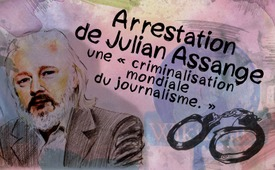 Arrestation
de Julian Assange
une « criminalisation
mondiale
du journalisme. »